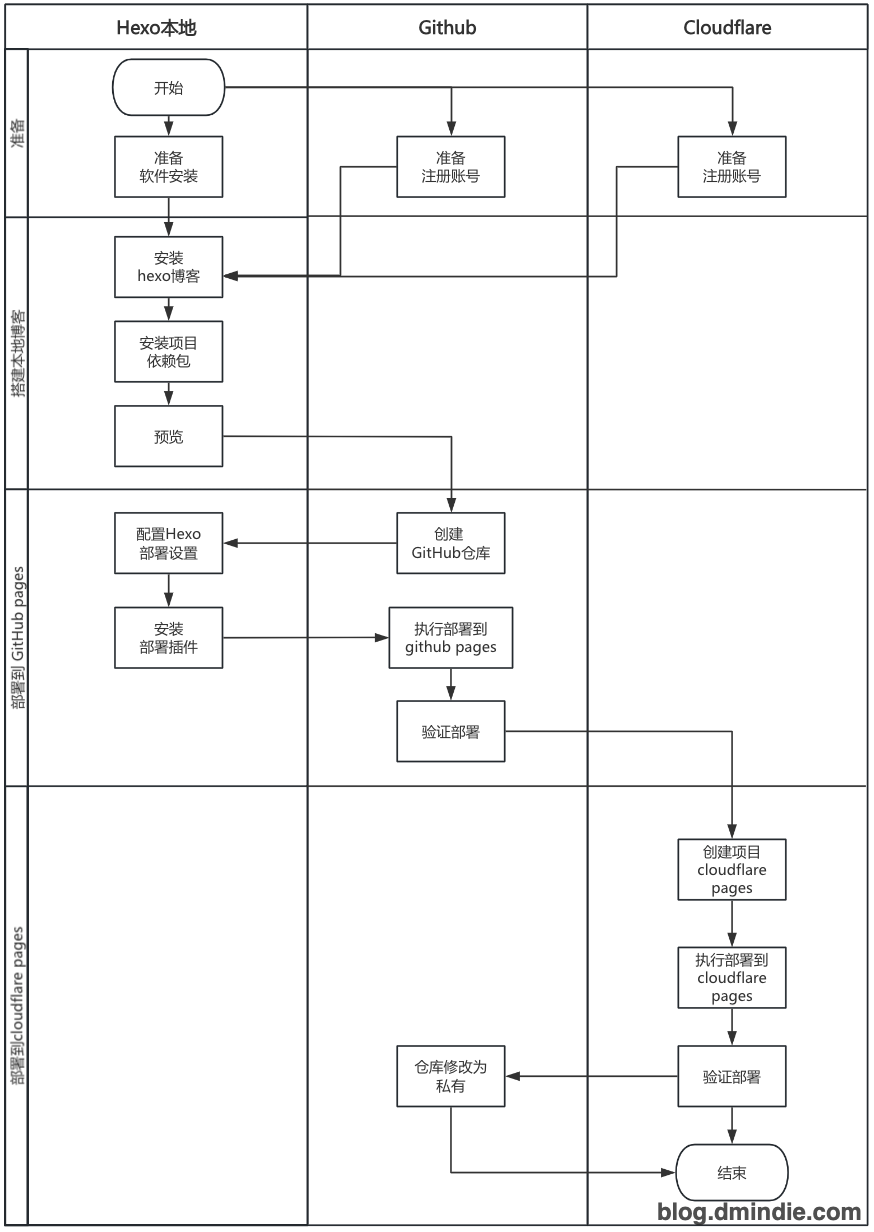 Hexo本地
Github
Cloudflare
准备
开始
准备
软件安装
准备
注册账号
准备
注册账号
搭建本地博客
安装
hexo博客
安装项目
依赖包
预览
部署到 GitHub pages
配置Hexo
部署设置
创建
GitHub仓库
安装
部署插件
执行部署到
github pages
验证部署
部署到cloudflare pages
创建项目
cloudflare
pages
执行部署到
cloudflare
pages
仓库修改为
私有
验证部署
结束
blog.dmindie.com